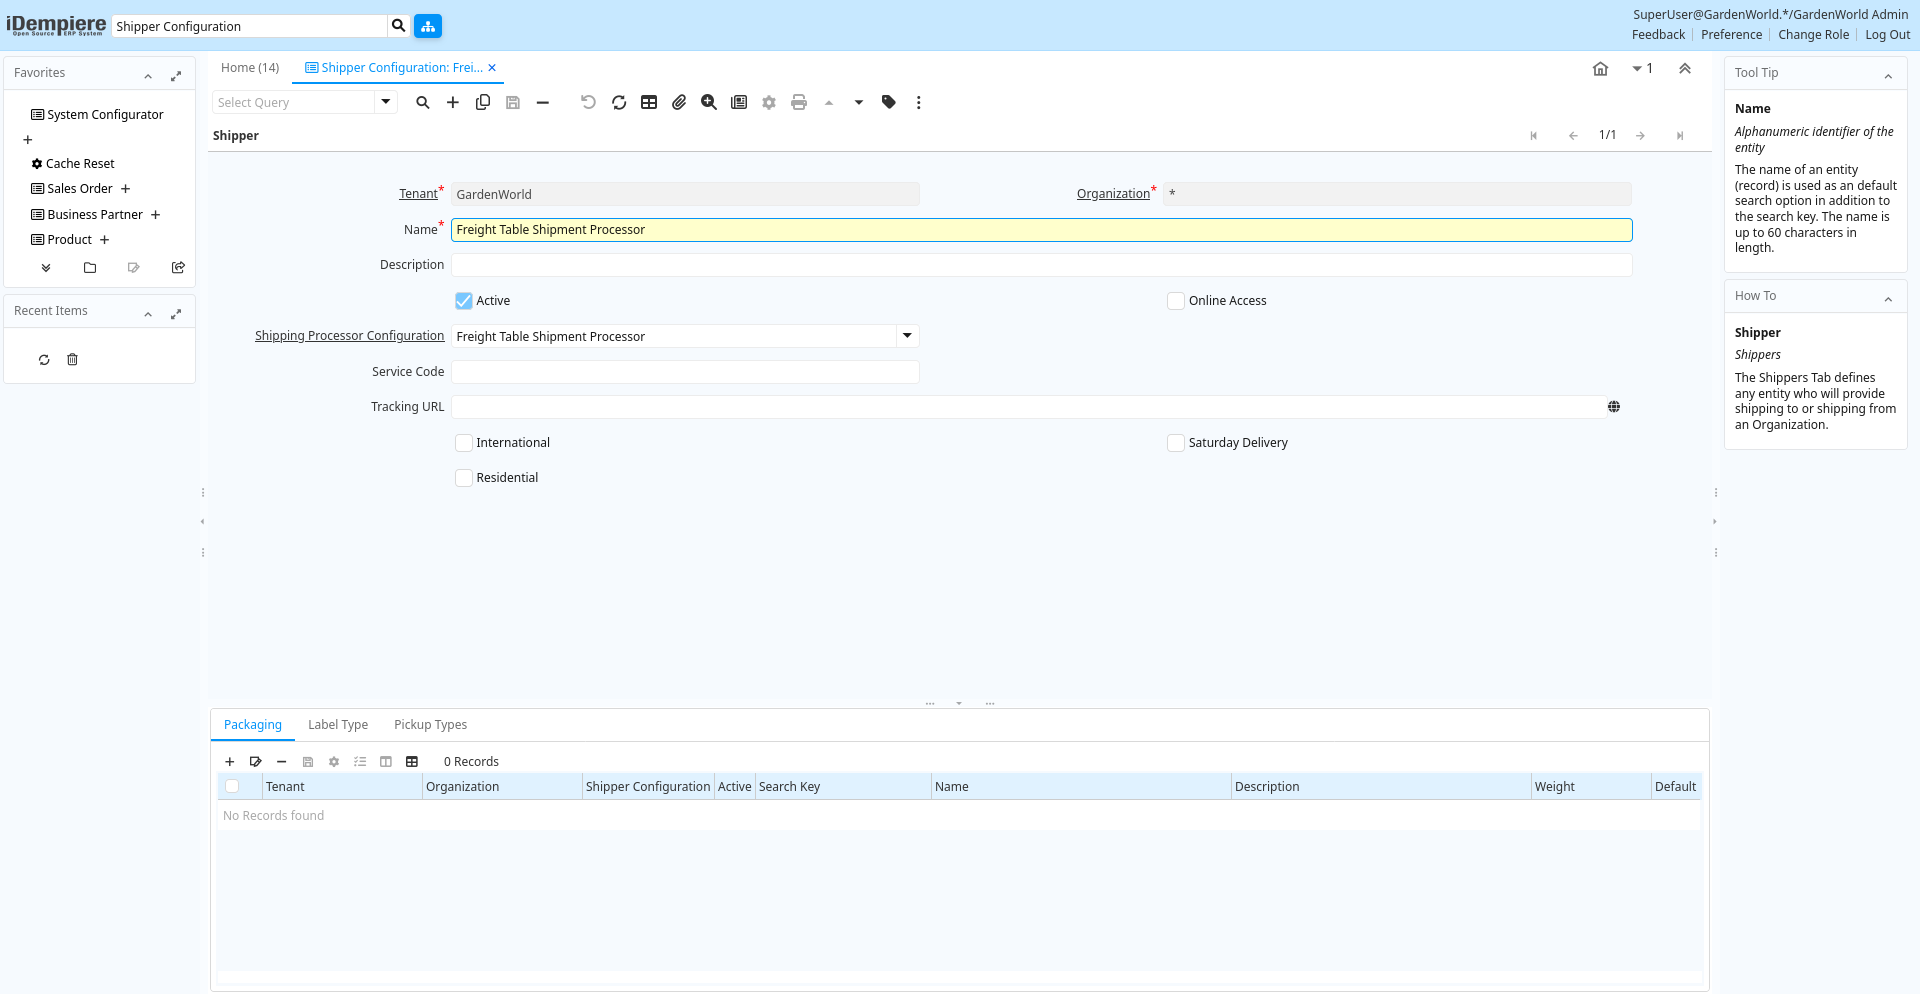 iDempiere
Open Source ERP System
Shipper Configuration
SuperUser@GardenWorld.*/GardenWorld Admin
Feedback
Preference
Change Role
Log Out
Favorites
System Configurator
Cache Reset
Sales Order
Business Partner
Product
Recent Items
Home (14)
Shipper Configuration: Frei...
1
Select Query
Shipper
1/1
Tenant*
GardenWorld
Organization*
*
Name*
Freight Table Shipment Processor
Description
Active
Online Access
Shipping Processor Configuration
Freight Table Shipment Processor
Service Code
Tracking URL
International
Saturday Delivery
Residential
Packaging
Label Type
Pickup Types
0 Records
Tenant
Organization
Shipper Configuration
Active
Search Key
Name
Description
Weight
Default
No Records found
Tool Tip
Name
Alphanumeric identifier of the
entity
The name of an entity
(record) is used as an default
search option in addition to
the search key. The name is
up to 60 characters in
length.
How To
Shipper
Shippers
The Shippers Tab defines
any entity who will provide
shipping to or shipping from
an Organization.